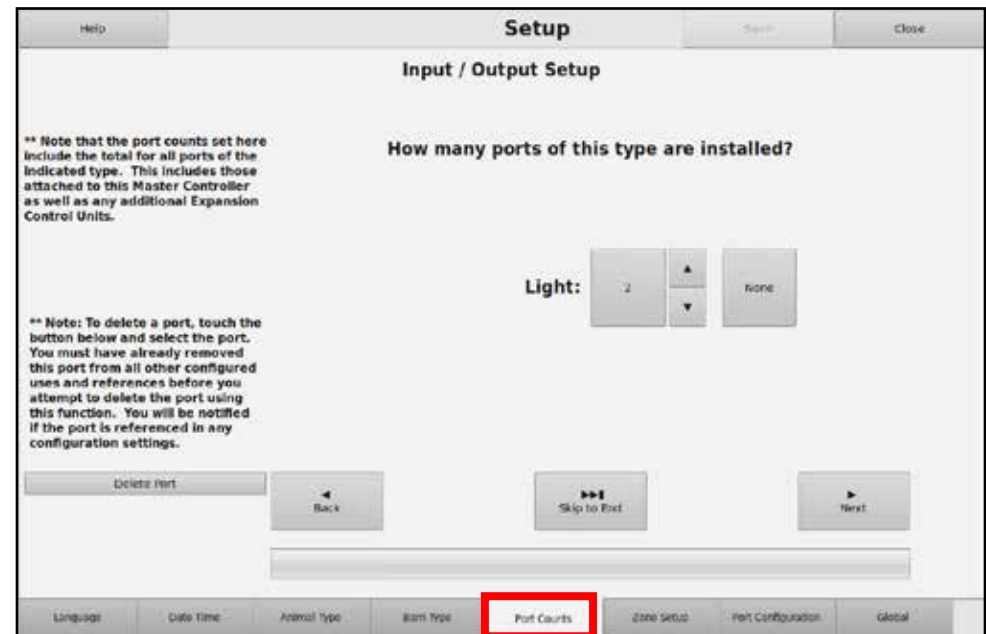 Help
Setup
Save
Close
Input / Output Setup
** Note that the port counts set here
include the total for all ports of the
indicated type.  This includes those
attached to this Master Controller
as well as any additional Expansion
Control Units.
How many ports of this type are installed?
Light:
2
▲
▼
None
** Note: To delete a port, touch the
button below and select the port.
You must have already removed
this port from all other configured
uses and references before you
attempt to delete the port using
this function.  You will be notified
if the port is referenced in any
configuration settings.
Delete Port
Back
Skip to End
Next
Language
Date Time
Animal Type
Barn Type
Port Counts
Zone Setup
Port Configuration
Global